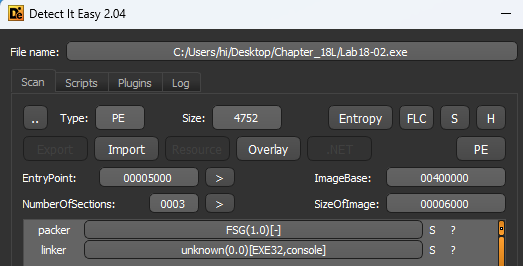 Detect It Easy 2.04
File name: C:/Users/hi/Desktop/Chapter_18L/Lab18-02.exe
Scan Scripts Plugins Log
.. Type: PE Size: 4752 Entropy FLC S H
Export Import Resource Overlay .NET PE
EntryPoint: 00005000 > ImageBase: 00400000
NumberOfSections: 0003 > SizeOfImage: 00006000
packer FSG(1.0)[-] S ?
linker unknown(0.0)[EXE32,console] S ?